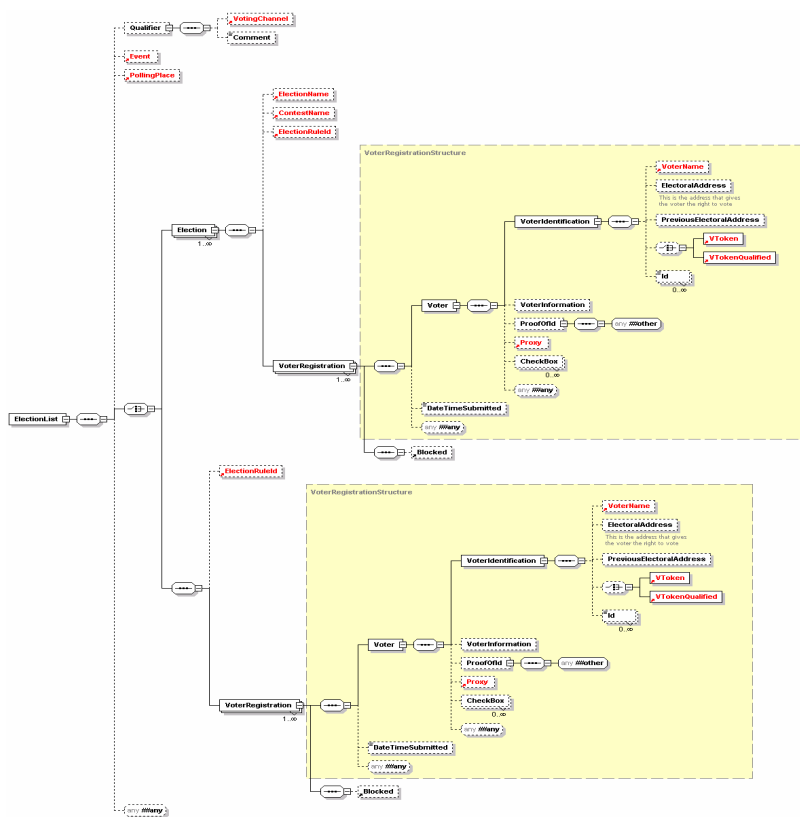 VotingChannel
Qualifier
Comment
Event
PollingPlace
ElectionName
ContestName
ElectionRuleId
VoterRegistrationStructure
VoterName
ElectoralAddress
This is the address that gives
the voter the right to vote
VoterIdentification
PreviousElectoralAddress
Election
1..∞
VToken
VTokenQualified
Id
0..∞
Voter
VoterInformation
ProofOfId
any ##other
Proxy
VoterRegistration
CheckBox
1..∞
0..∞
any ##any
DateTimeSubmitted
ElectionList
any ##any
Blocked
ElectionRuleId
VoterRegistrationStructure
VoterName
ElectoralAddress
This is the address that gives
the voter the right to vote
VoterIdentification
PreviousElectoralAddress
VToken
VTokenQualified
Id
0..∞
Voter
VoterInformation
ProofOfId
any ##other
Proxy
CheckBox
VoterRegistration
0..∞
1..∞
any ##any
DateTimeSubmitted
any ##any
Blocked
any ##any